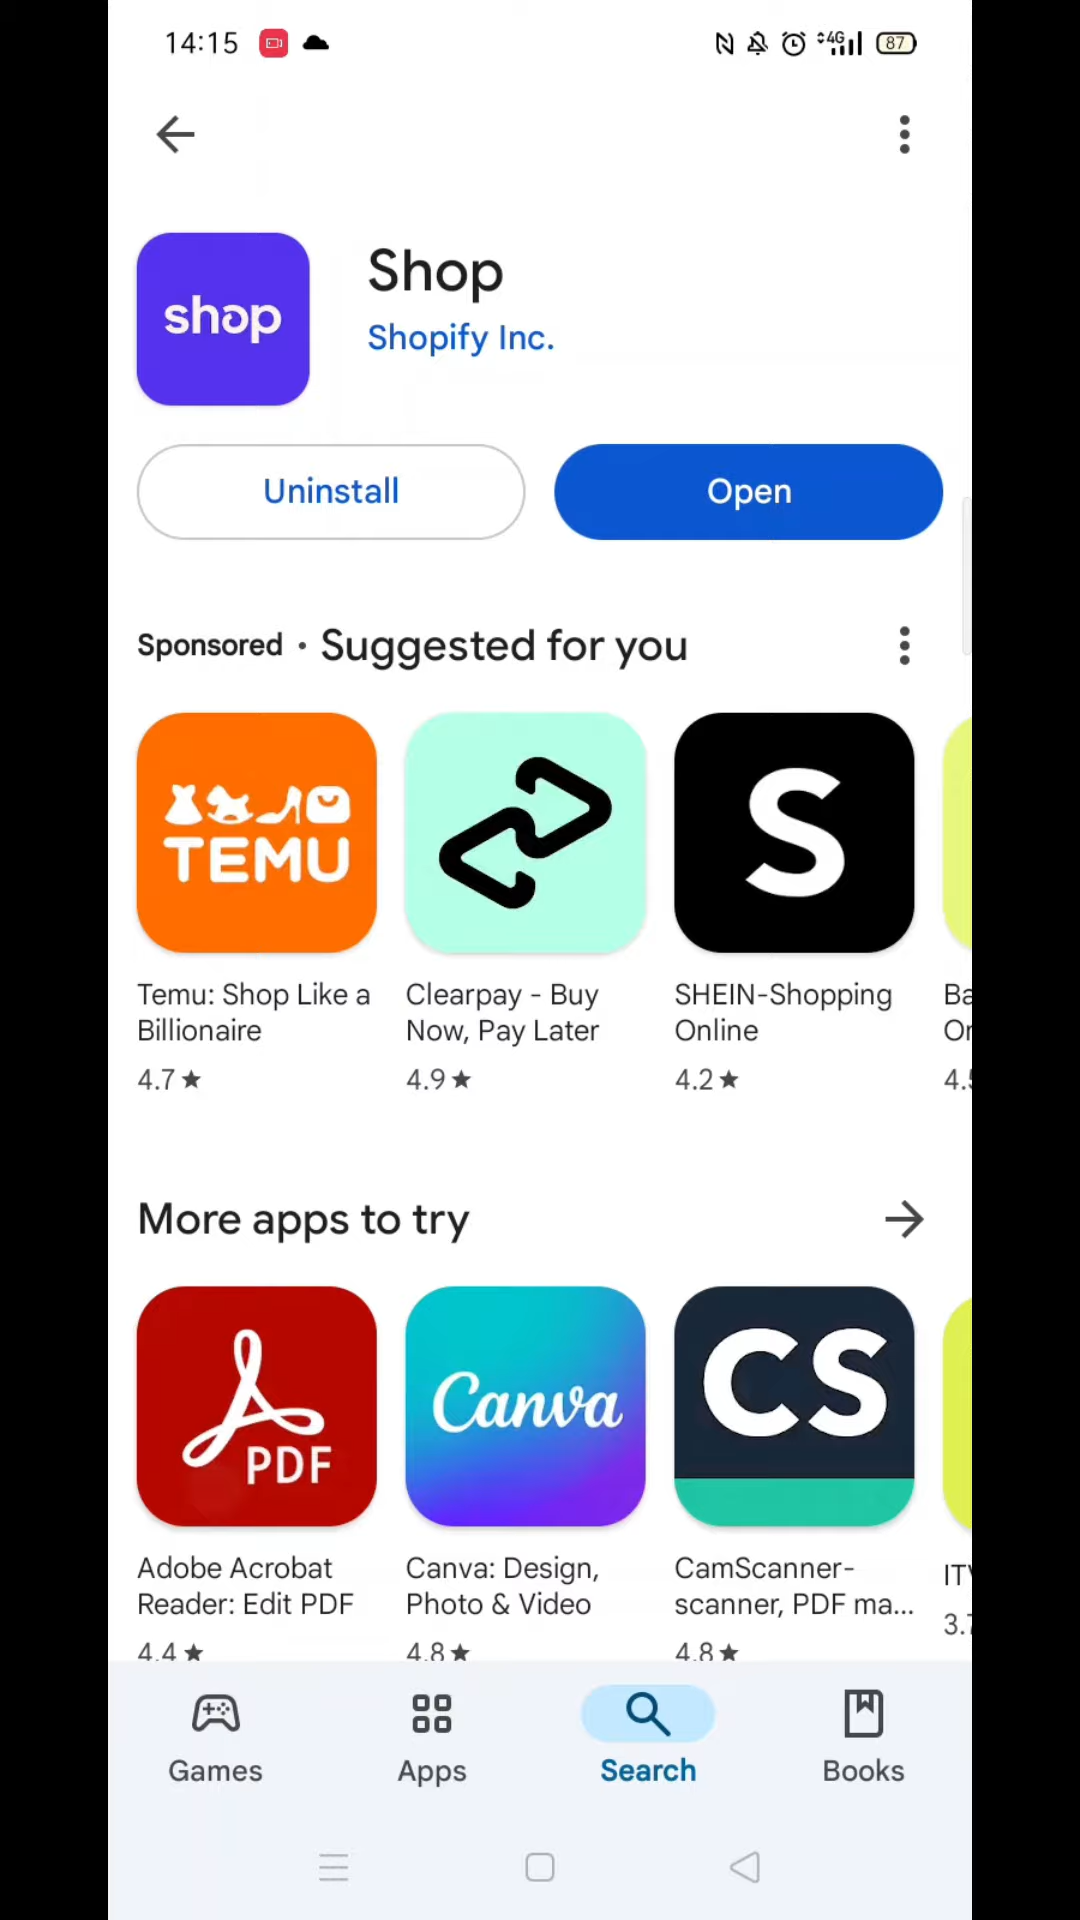 14:15
4G
87
shop
Shop
Shopify Inc.
Uninstall
Open
Sponsored • Suggested for you
TEMU
S
Temu: Shop Like a
Billionaire
4.7★
Clearpay - Buy
Now, Pay Later
4.9★
SHEIN-Shopping
Online
4.2★
More apps to try
PDF
Canva
CS
Adobe Acrobat
Reader: Edit PDF
4.4★
Canva: Design,
Photo & Video
4.8★
CamScanner-
scanner, PDF ma...
4.8★
Games
Apps
Search
Books